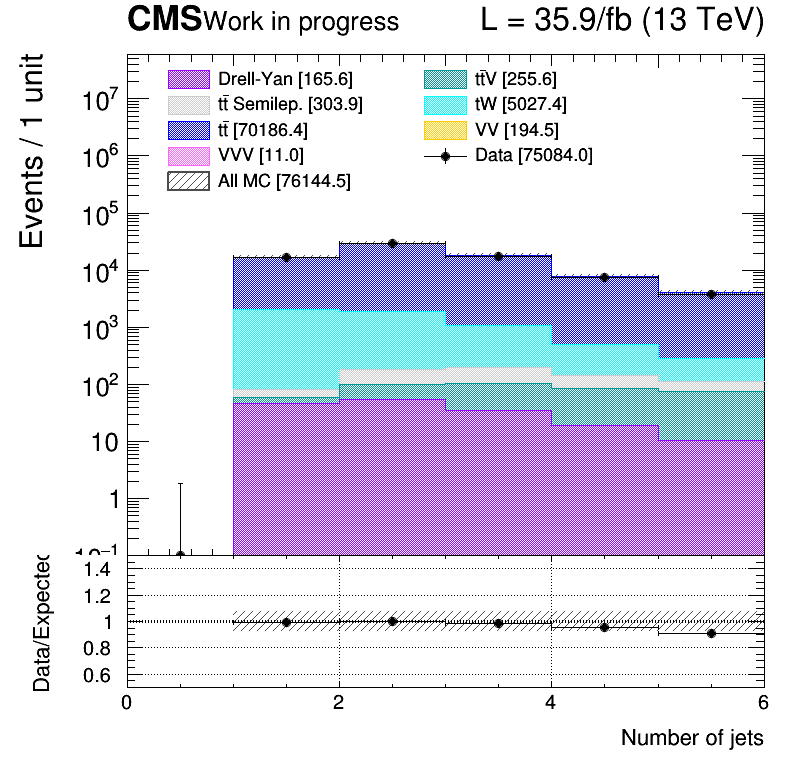 CMS Work in progress L = 35.9/fb (13 TeV)
Events / 1 unit
Drell-Yan [165.6] tt̄V [255.6]
tt̄ Semilep. [303.9] tW [5027.4]
tt̄ [70186.4] VV [194.5]
VVV [11.0] Data [75084.0]
All MC [76144.5]
10⁷
10⁶
10⁵
10⁴
10³
10²
10
1
10⁻¹
Data/Expected
1.4
1.2
1
0.8
0.6
0 2 4 6
Number of jets